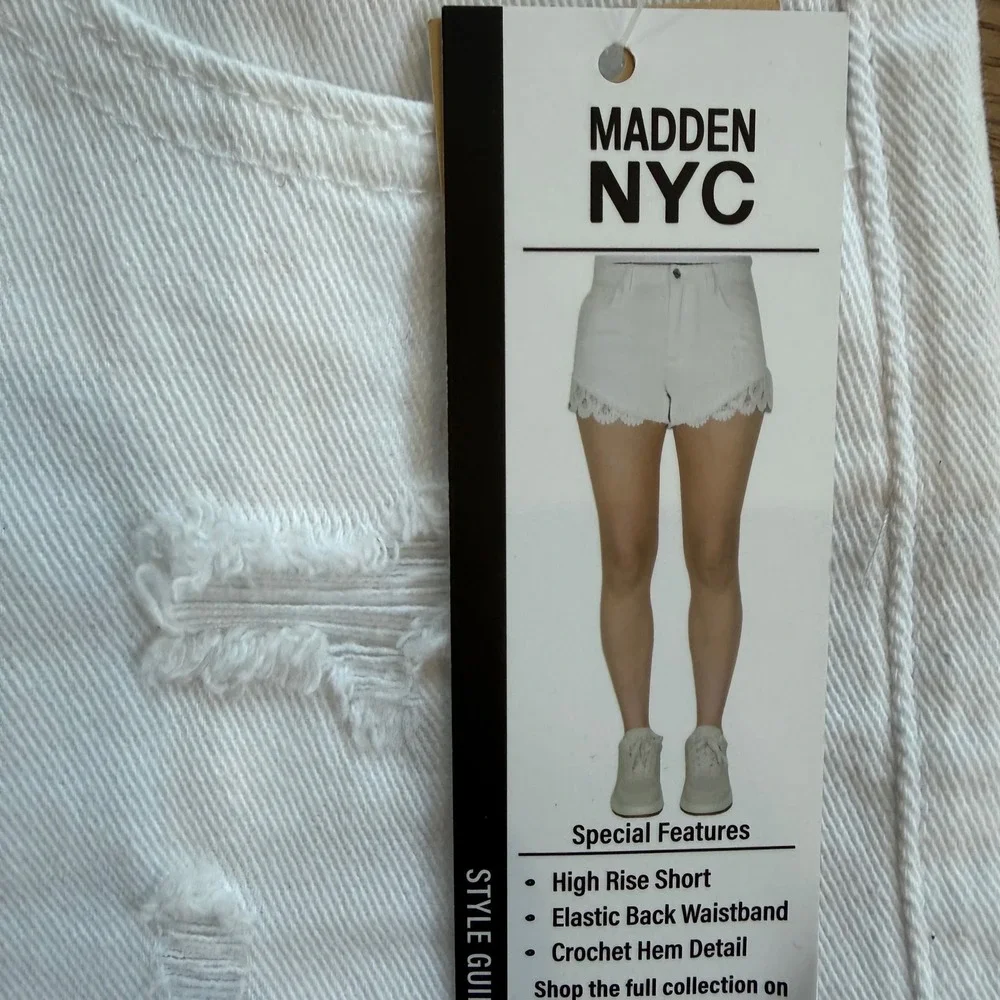 MADDEN
NYC
Special Features
• High Rise Short
• Elastic Back Waistband
• Crochet Hem Detail
Shop the full collection on
STYLE